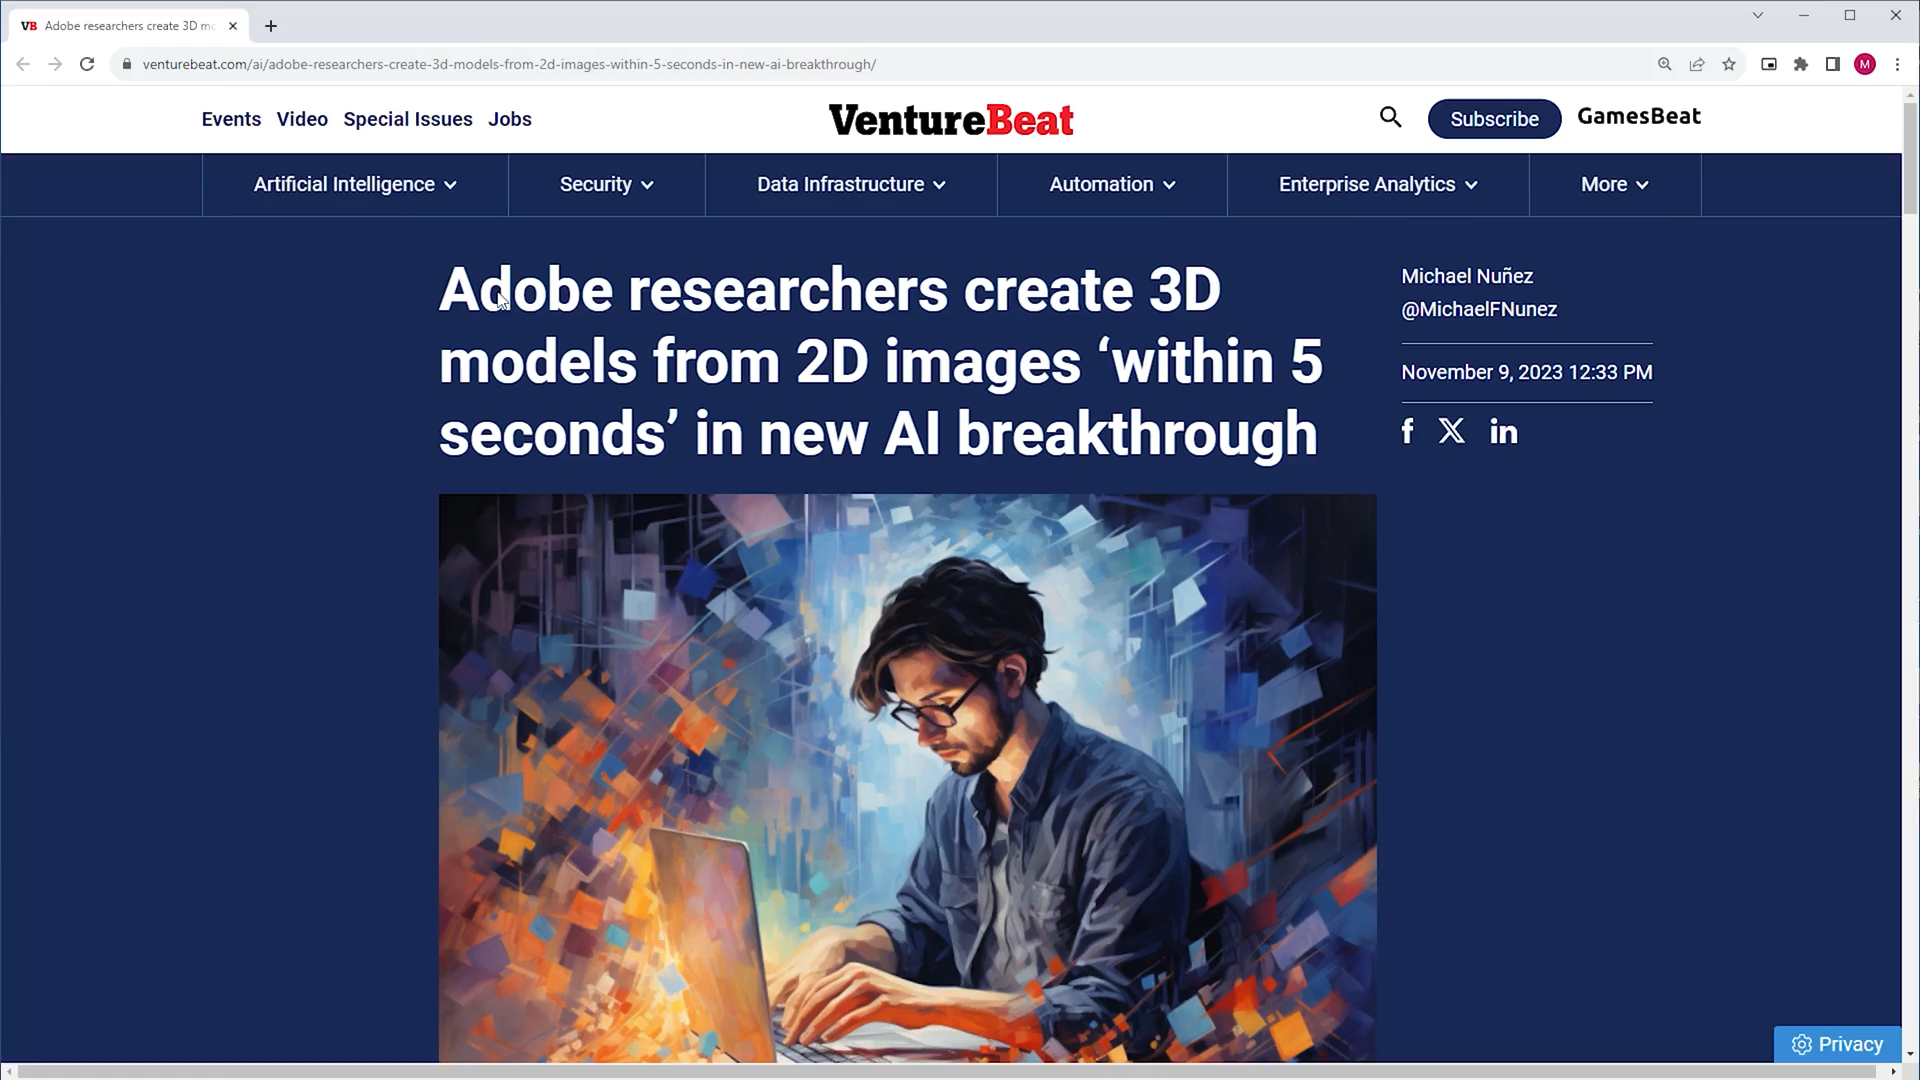 VB Adobe researchers create 3D mo
venturebeat.com/ai/adobe-researchers-create-3d-models-from-2d-images-within-5-seconds-in-new-ai-breakthrough/
M
Events Video Special Issues Jobs
VentureBeat
Subscribe
GamesBeat
Artificial Intelligence Security Data Infrastructure Automation Enterprise Analytics More
Adobe researchers create 3D
models from 2D images ‘within 5
seconds’ in new AI breakthrough
Michael Nuñez
@MichaelFNunez
November 9, 2023 12:33 PM
f X in
Privacy